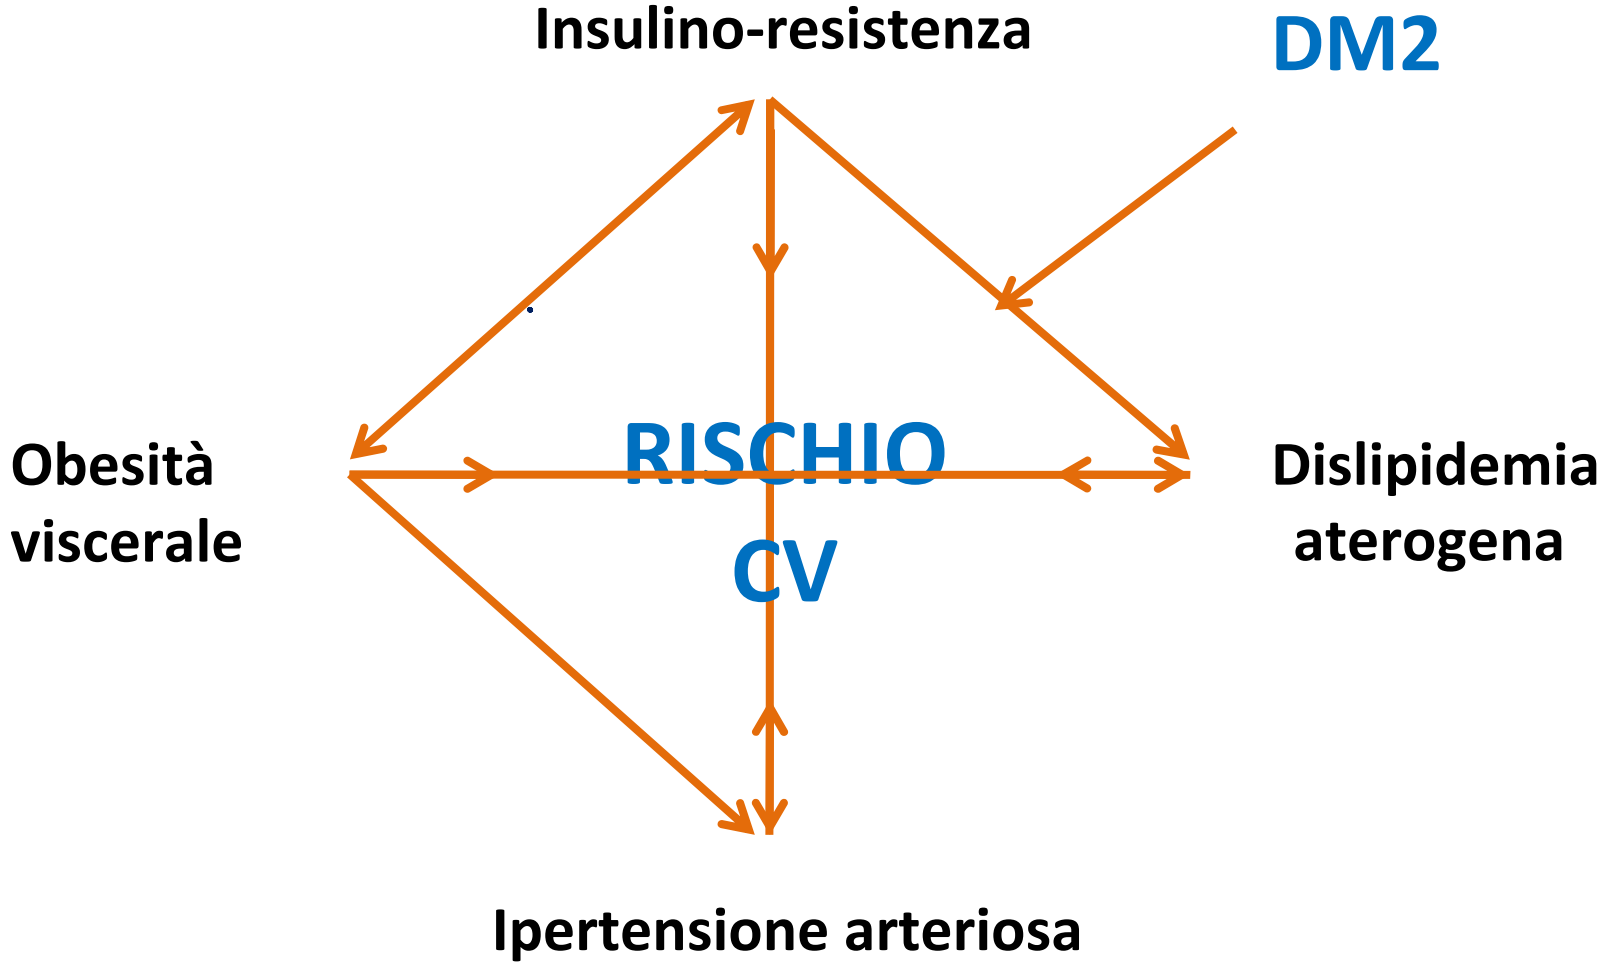 Insulino-resistenza
DM2
RISCHIO
CV
Obesità
viscerale
Dislipidemia
aterogena
Ipertensione arteriosa